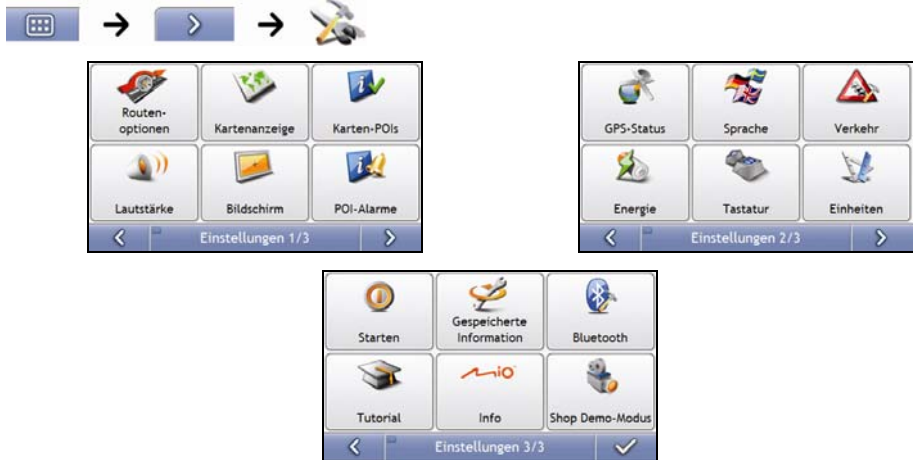 Routen-
optionen
Kartenanzeige
Karten-POIs
Lautstärke
Bildschirm
POI-Alarme
Einstellungen 1/3
GPS-Status
Sprache
Verkehr
Energie
Tastatur
Einheiten
Einstellungen 2/3
Starten
Gespeicherte
Information
Bluetooth
Tutorial
Mio
Info
Shop Demo-Modus
Einstellungen 3/3